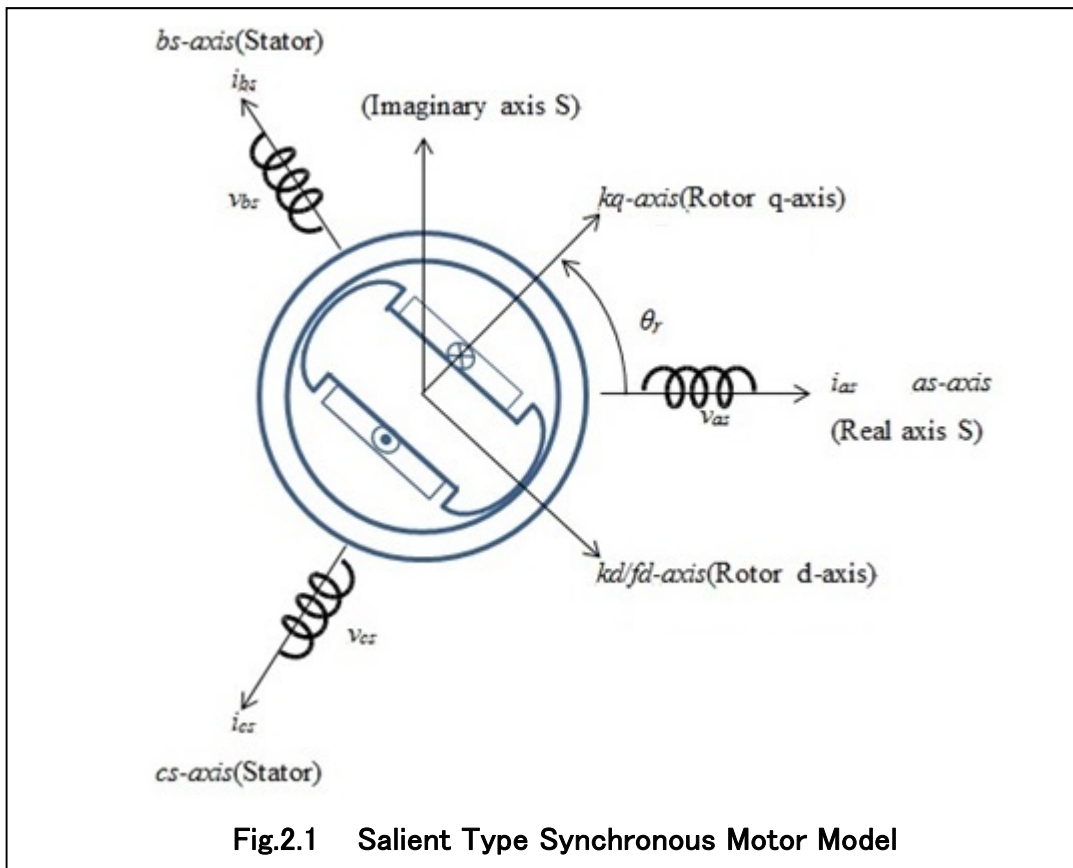 bs-axis(Stator)
ibs
(Imaginary axis S)
vbs
kq-axis(Rotor q-axis)
θr
ias as-axis
vas
(Real axis S)
kd/fd-axis(Rotor d-axis)
vcs
ics
cs-axis(Stator)
Fig.2.1 Salient Type Synchronous Motor Model